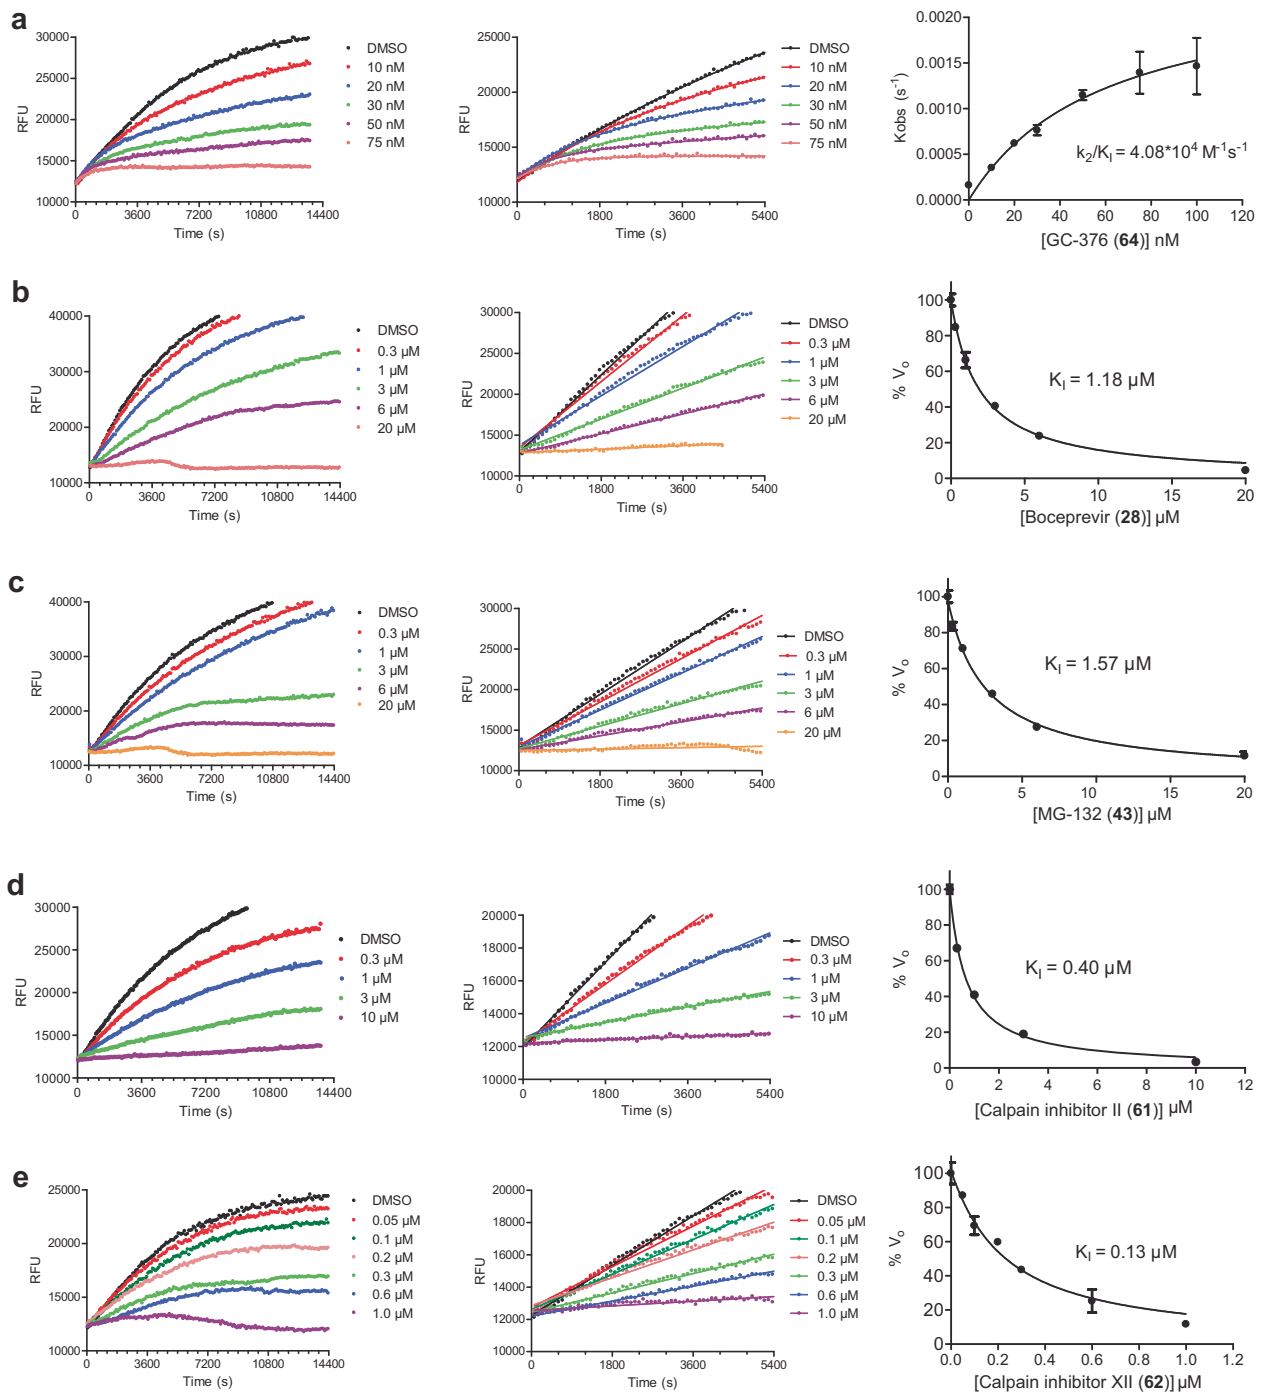 a
30000
25000
20000
15000
10000
RFU
0 3600 7200 10800 14400
Time (s)
DMSO
10 nM
20 nM
30 nM
50 nM
75 nM
25000
20000
15000
10000
RFU
0 1800 3600 5400
Time (s)
DMSO
10 nM
20 nM
30 nM
50 nM
75 nM
0.0020
0.0015
0.0010
0.0005
0.0000
Kobs (s⁻¹)
k₂/K_I = 4.08*10⁴ M⁻¹s⁻¹
0 20 40 60 80 100 120
[GC-376 (64)] nM
b
40000
30000
20000
10000
RFU
0 3600 7200 10800 14400
Time (s)
DMSO
0.3 µM
1 µM
3 µM
6 µM
20 µM
30000
25000
20000
15000
10000
RFU
0 1800 3600 5400
Time (s)
DMSO
0.3 µM
1 µM
3 µM
6 µM
20 µM
100
80
60
40
20
0
% V₀
K_I = 1.18 µM
0 5 10 15 20
[Boceprevir (28)] µM
c
40000
30000
20000
10000
RFU
0 3600 7200 10800 14400
Time (s)
DMSO
0.3 µM
1 µM
3 µM
6 µM
20 µM
30000
25000
20000
15000
10000
RFU
0 1800 3600 5400
Time (s)
DMSO
0.3 µM
1 µM
3 µM
6 µM
20 µM
100
80
60
40
20
0
% V₀
K_I = 1.57 µM
0 5 10 15 20
[MG-132 (43)] µM
d
30000
25000
20000
15000
10000
RFU
0 3600 7200 10800 14400
Time (s)
DMSO
0.3 µM
1 µM
3 µM
10 µM
20000
18000
16000
14000
12000
10000
RFU
0 1800 3600 5400
Time (s)
DMSO
0.3 µM
1 µM
3 µM
10 µM
100
80
60
40
20
0
% V₀
K_I = 0.40 µM
0 2 4 6 8 10 12
[Calpain inhibitor II (61)] µM
e
25000
20000
15000
10000
RFU
0 3600 7200 10800 14400
Time (s)
DMSO
0.05 µM
0.1 µM
0.2 µM
0.3 µM
0.6 µM
1.0 µM
20000
18000
16000
14000
12000
10000
RFU
0 1800 3600 5400
Time (s)
DMSO
0.05 µM
0.1 µM
0.2 µM
0.3 µM
0.6 µM
1.0 µM
100
80
60
40
20
0
% V₀
K_I = 0.13 µM
0.0 0.2 0.4 0.6 0.8 1.0 1.2
[Calpain inhibitor XII (62)] µM